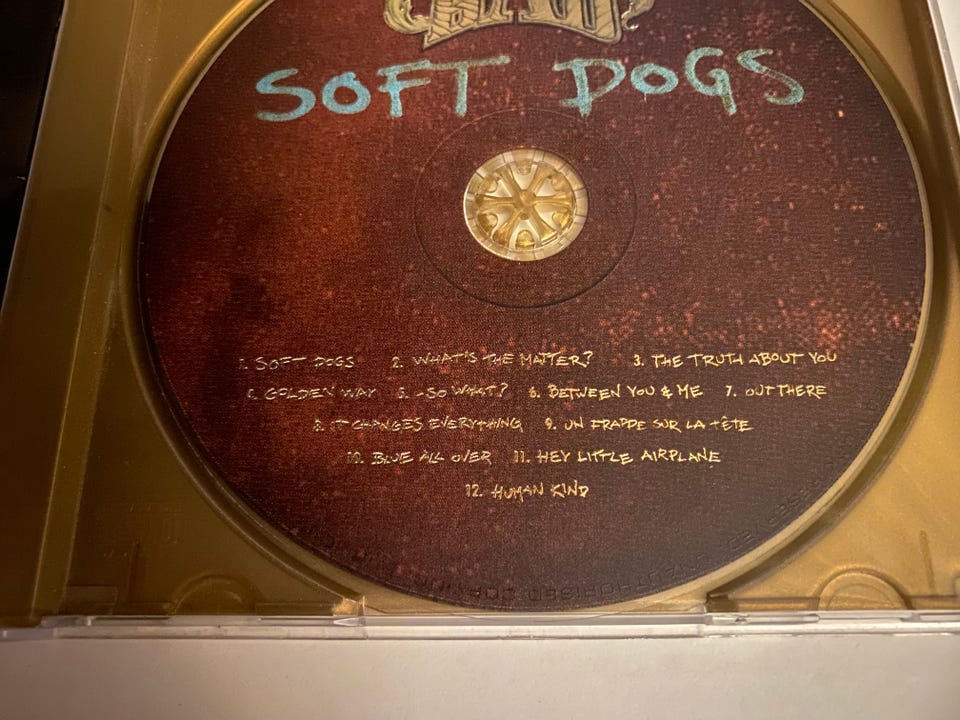 SOFT DOGS
1. SOFT DOGS 2. WHAT'S THE MATTER? 3. THE TRUTH ABOUT YOU
4. GOLDEN WAY 5. SO WHAT? 6. BETWEEN YOU & ME 7. OUT THERE
8. IT CHANGES EVERYTHING 9. UN FRAPPE SUR LA TÊTE
10. BLUE ALL OVER 11. HEY LITTLE AIRPLANE
12. HUMAN KIND